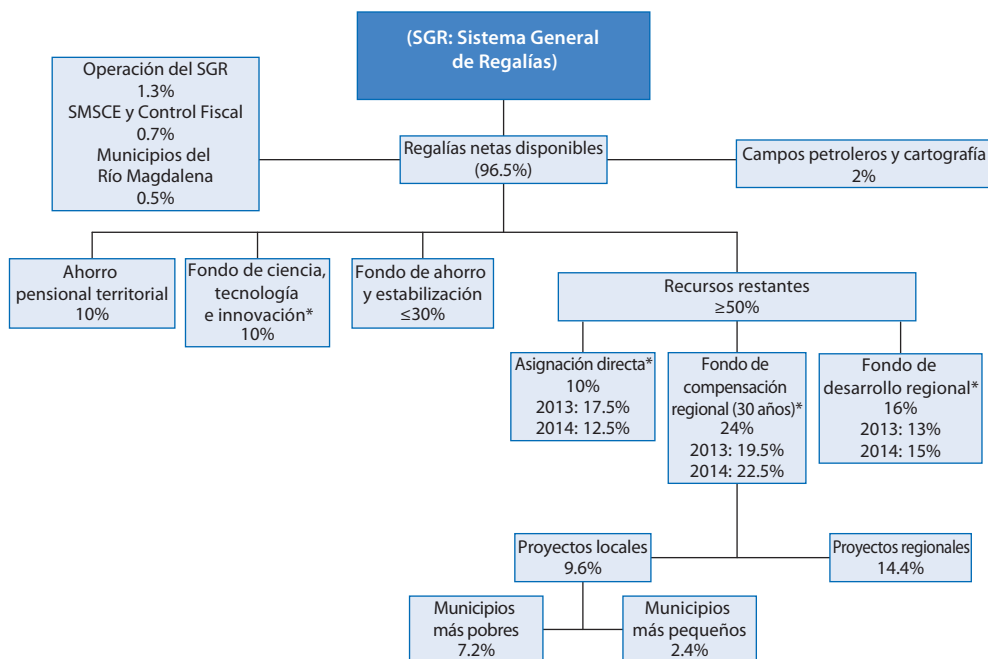 (SGR: Sistema General
de Regalías)
Operación del SGR
1.3%
SMSCE y Control Fiscal
0.7%
Municipios del
Río Magdalena
0.5%
Regalías netas disponibles
(96.5%)
Campos petroleros y cartografía
2%
Ahorro
pensional territorial
10%
Fondo de ciencia,
tecnología
e innovación*
10%
Fondo de ahorro
y estabilización
≤30%
Recursos restantes
≥50%
Asignación directa*
10%
2013: 17.5%
2014: 12.5%
Fondo de
compensación
regional (30 años)*
24%
2013: 19.5%
2014: 22.5%
Fondo de
desarrollo regional*
16%
2013: 13%
2014: 15%
Proyectos locales
9.6%
Proyectos regionales
14.4%
Municipios
más pobres
7.2%
Municipios
más pequeños
2.4%